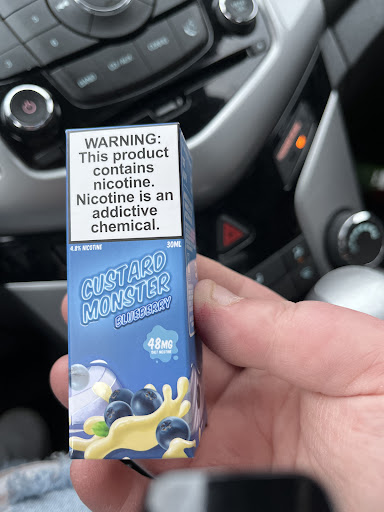 WARNING:
This product
contains
nicotine.
Nicotine is an
addictive
chemical.
4.8% NICOTINE 30ML
CUSTARD
MONSTER
BLUEBERRY
48MG